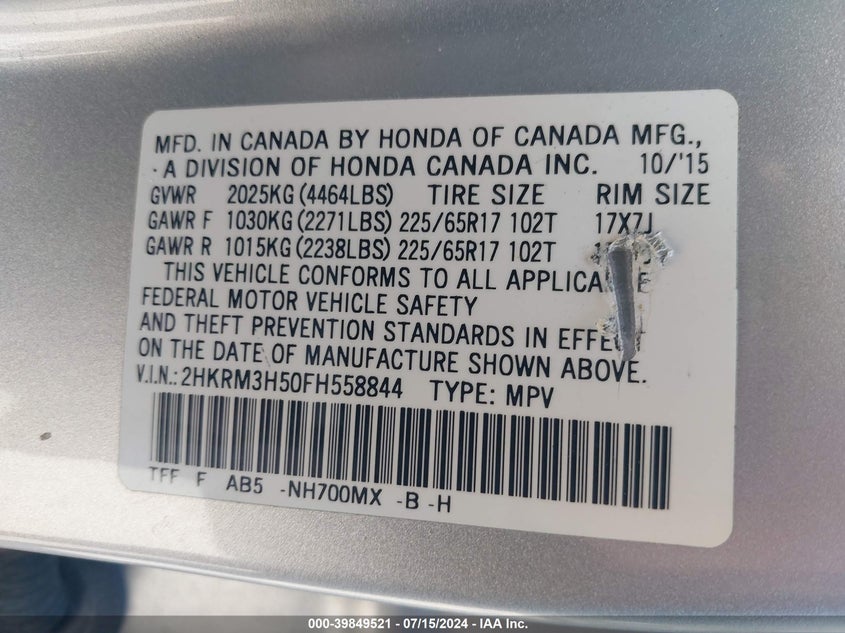 MFD. IN CANADA BY HONDA OF CANADA MFG.,
A DIVISION OF HONDA CANADA INC. 10/'15
GVWR 2025KG (4464LBS) TIRE SIZE RIM SIZE
GAWR F 1030KG (2271LBS) 225/65R17 102T 17X7J
GAWR R 1015KG (2238LBS) 225/65R17 102T
THIS VEHICLE CONFORMS TO ALL APPLICABLE
FEDERAL MOTOR VEHICLE SAFETY
AND THEFT PREVENTION STANDARDS IN EFFECT
ON THE DATE OF MANUFACTURE SHOWN ABOVE.
V.I.N.: 2HKRM3H50FH558844 TYPE: MPV
TFF F AB5 -NH700MX -B -H
000-39849521 / 07/15/2024 - IAA Inc.